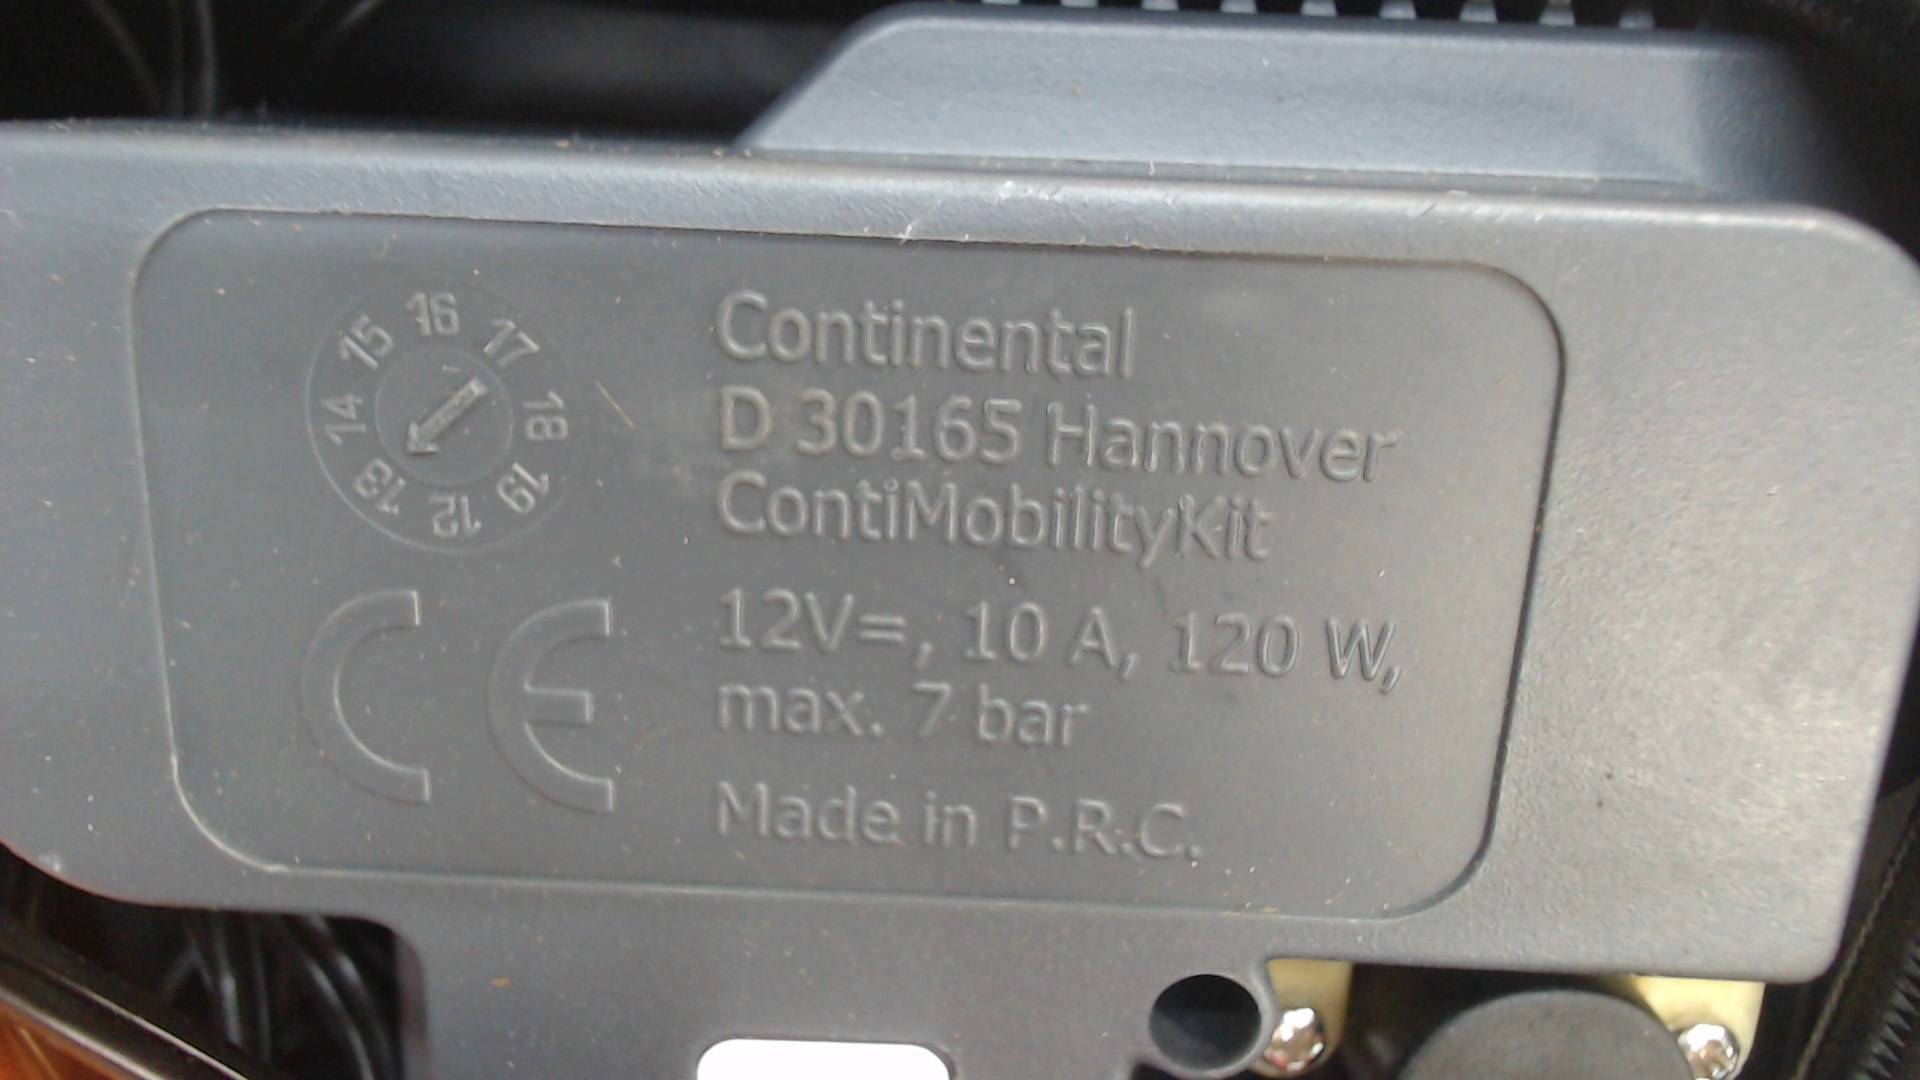 16
15 17
14 18
13 19
12
Continental
D 30165 Hannover
ContiMobilityKit
12V=, 10 A, 120 W,
max. 7 bar
Made in P.R.C.
CE